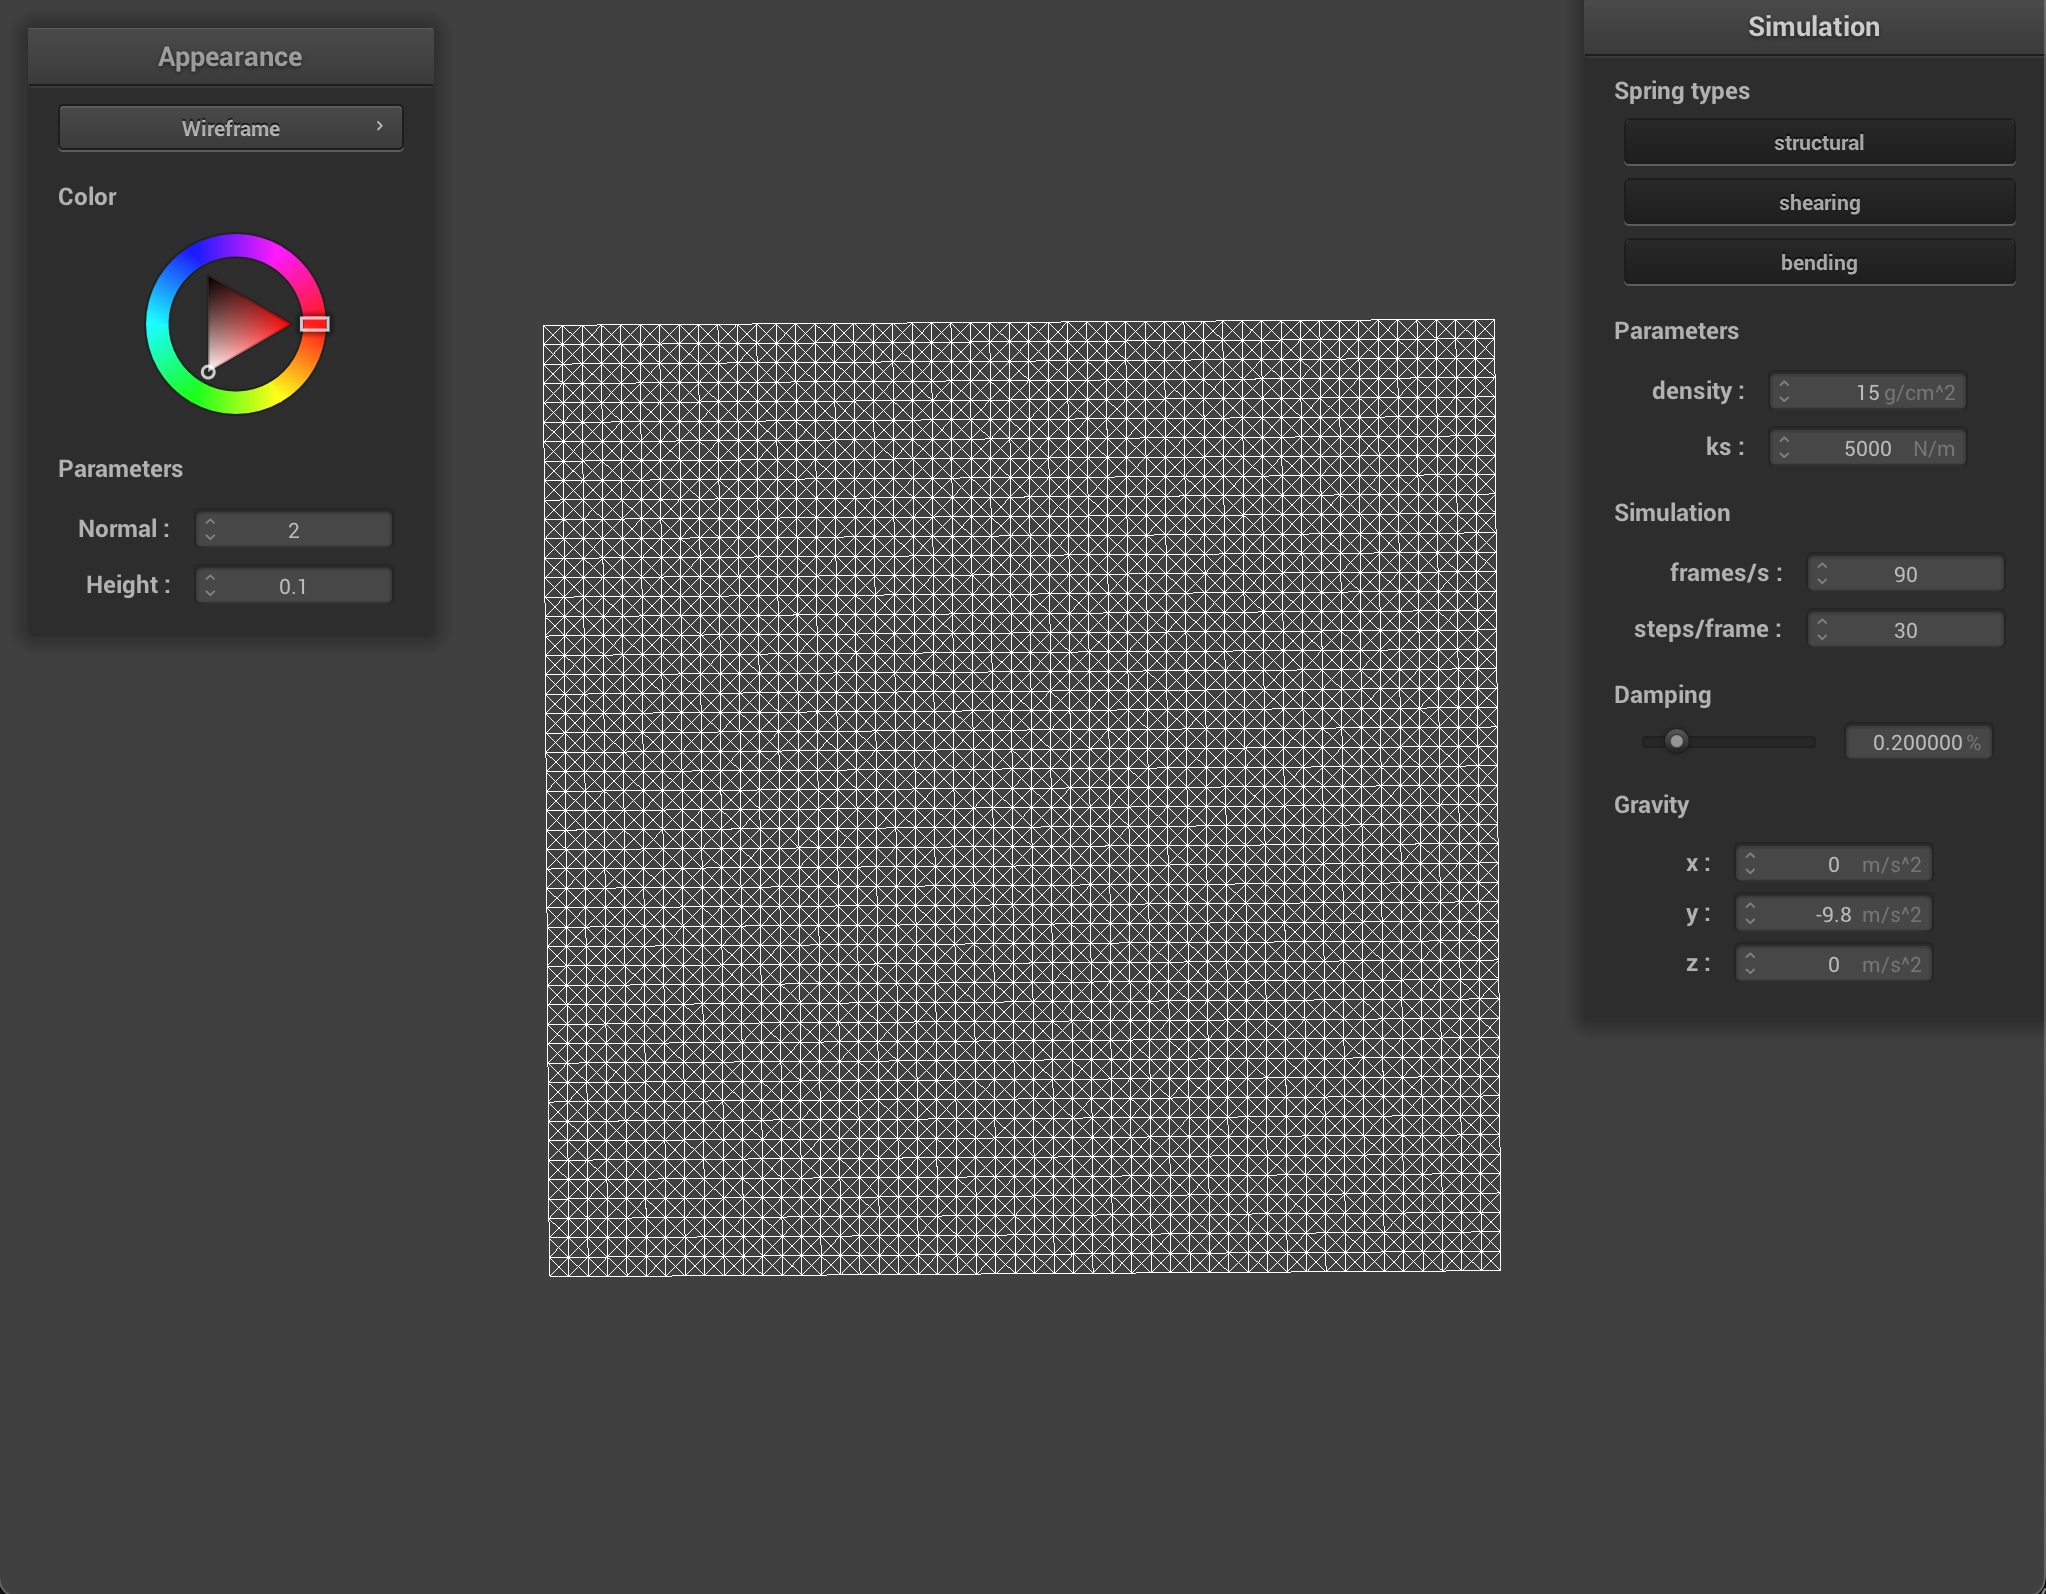 Appearance
Wireframe
Color
Parameters
Normal : 2
Height : 0.1
Simulation
Spring types
structural
shearing
bending
Parameters
density : 15 g/cm^2
ks : 5000 N/m
Simulation
frames/s : 90
steps/frame : 30
Damping
0.200000 %
Gravity
x : 0 m/s^2
y : -9.8 m/s^2
z : 0 m/s^2